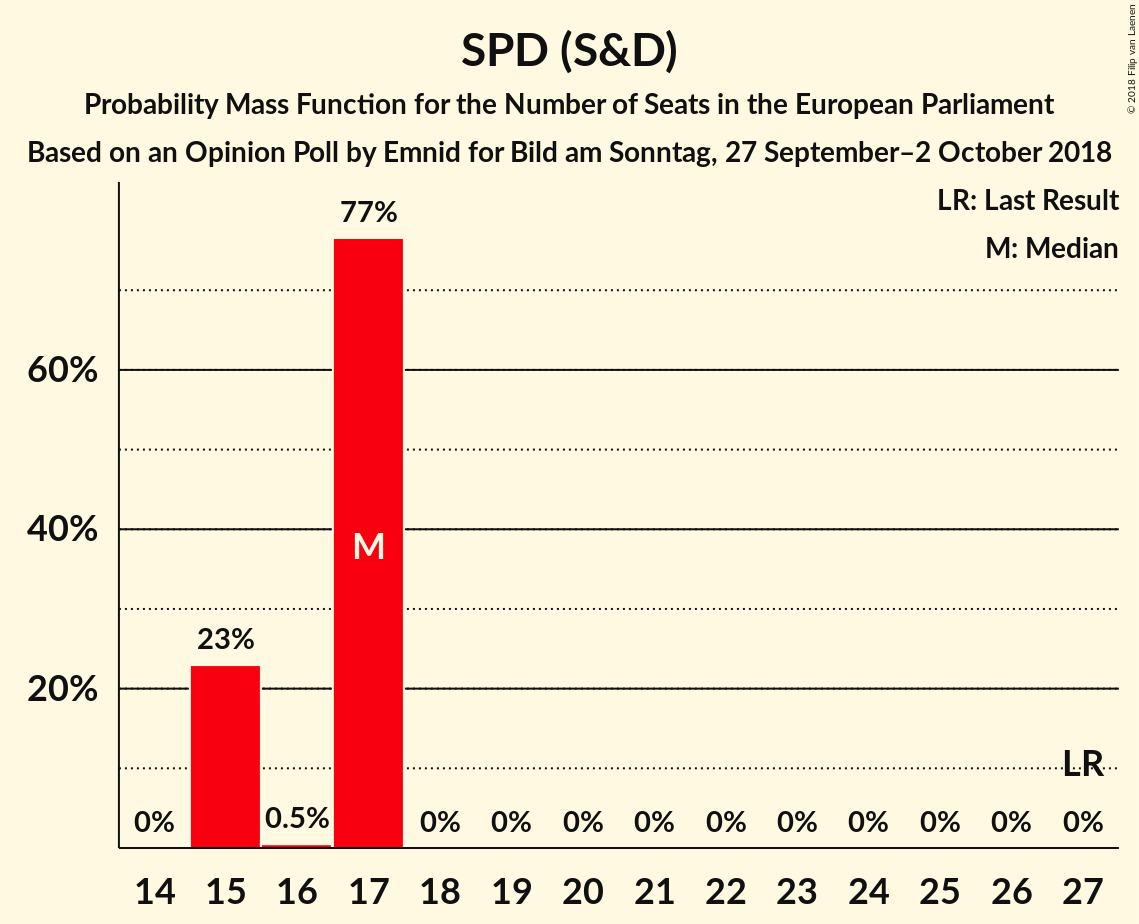 SPD (S&D)
Probability Mass Function for the Number of Seats in the European Parliament
Based on an Opinion Poll by Emnid for Bild am Sonntag, 27 September–2 October 2018
© 2018 Filip van Laenen
LR: Last Result
M: Median
77%
60%
40%
M
23%
20%
LR
0% 0.5% 0% 0% 0% 0% 0% 0% 0% 0% 0% 0%
14 15 16 17 18 19 20 21 22 23 24 25 26 27